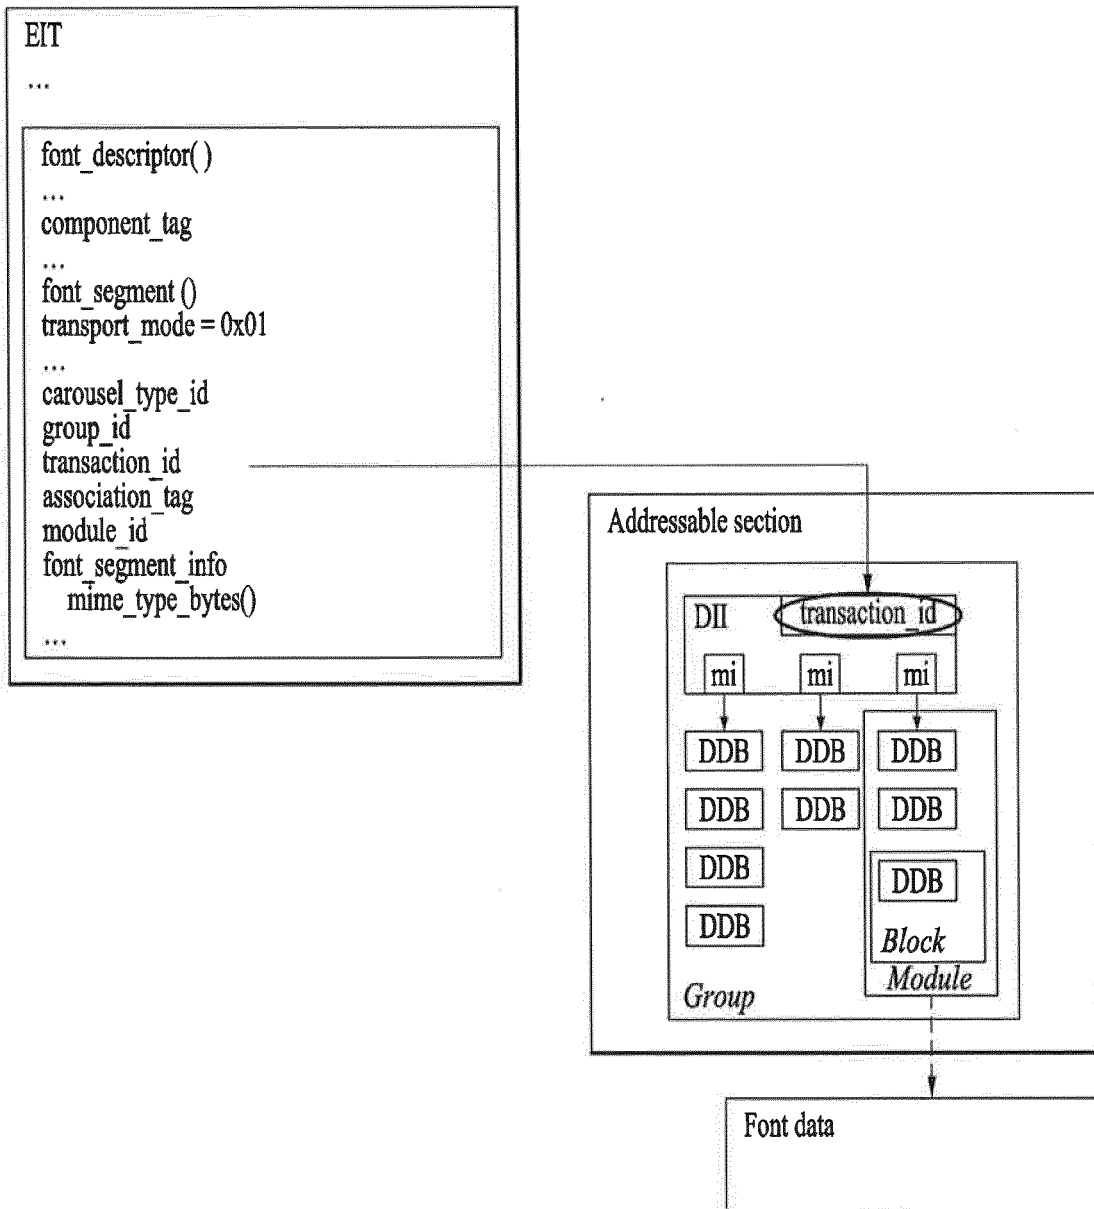 EIT
...
font_descriptor( )
...
component_tag
...
font_segment ()
transport_mode = 0x01
...
carousel_type_id
group_id
transaction_id
association_tag
module_id
font_segment_info
mime_type_bytes()
...
Addressable section
DII
transaction_id
mi mi mi
DDB DDB DDB
DDB DDB DDB
DDB
DDB
DDB
Block
Module
Group
Font data